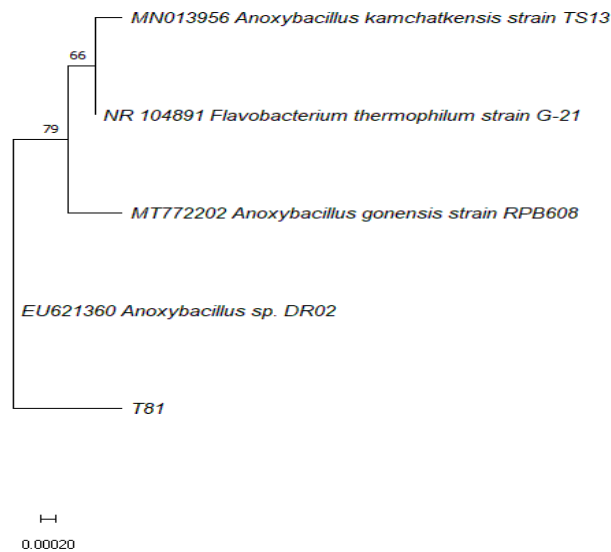 MN013956 Anoxybacillus kamchatkensis strain TS13
66
NR 104891 Flavobacterium thermophilum strain G-21
79
MT772202 Anoxybacillus gonensis strain RPB608
EU621360 Anoxybacillus sp. DR02
T81
0.00020